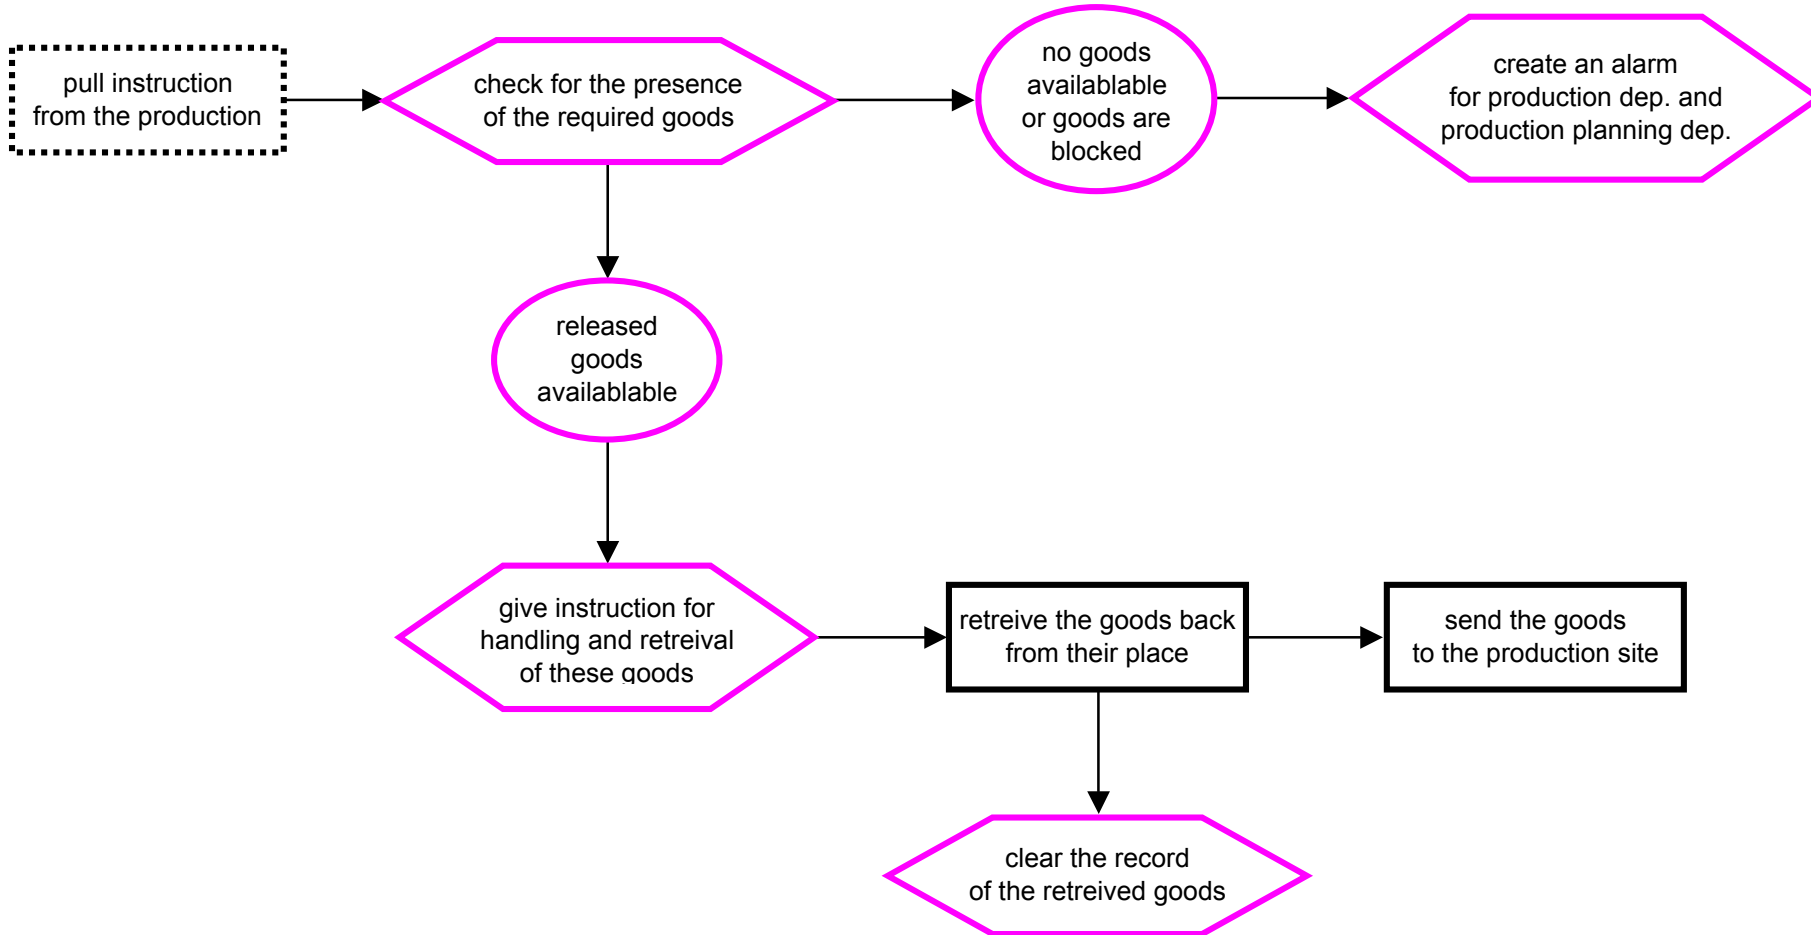 pull instruction
from the production
check for the presence
of the required goods
no goods
availablable
or goods are
blocked
create an alarm
for production dep. and
production planning dep.
released
goods
availablable
give instruction for
handling and retreival
of these goods
retreive the goods back
from their place
send the goods
to the production site
clear the record
of the retreived goods